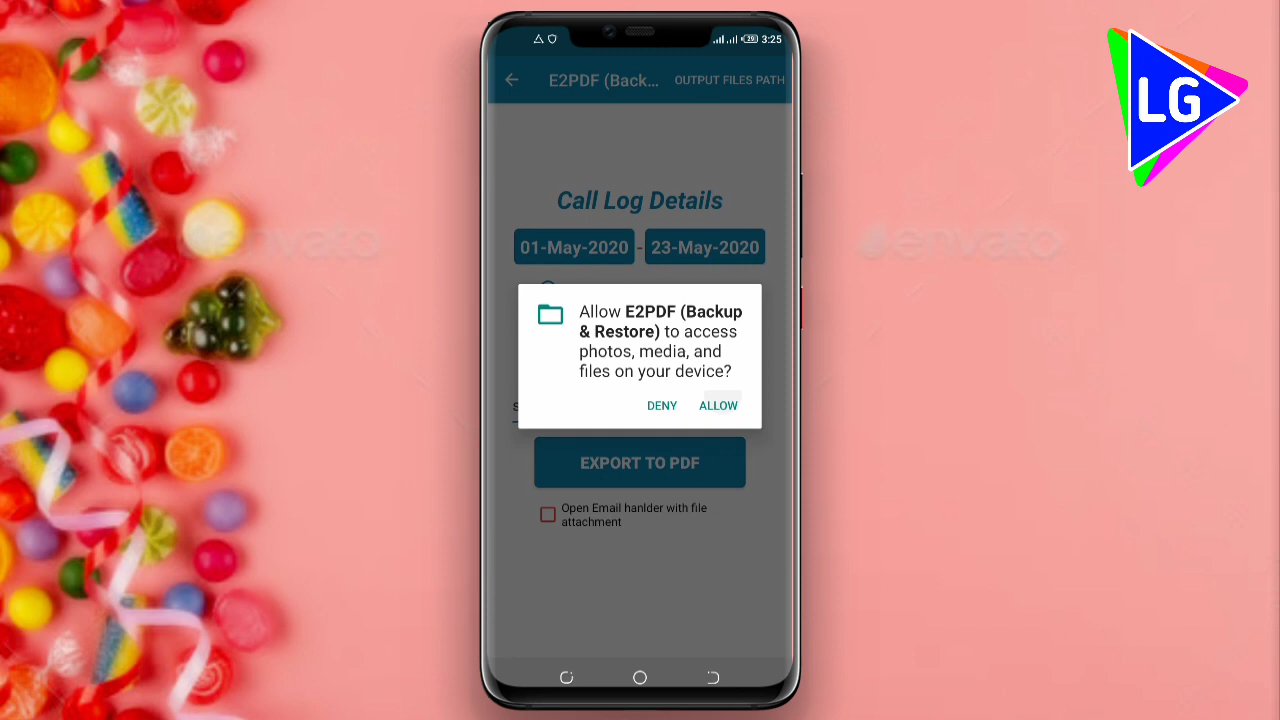 29 3:25
E2PDF (Back... OUTPUT FILES PATH
LG
Call Log Details
01-May-2020 - 23-May-2020
envato
envato
Allow E2PDF (Backup
& Restore) to access
photos, media, and
files on your device?
DENY ALLOW
S
EXPORT TO PDF
Open Email hanlder with file
attachment